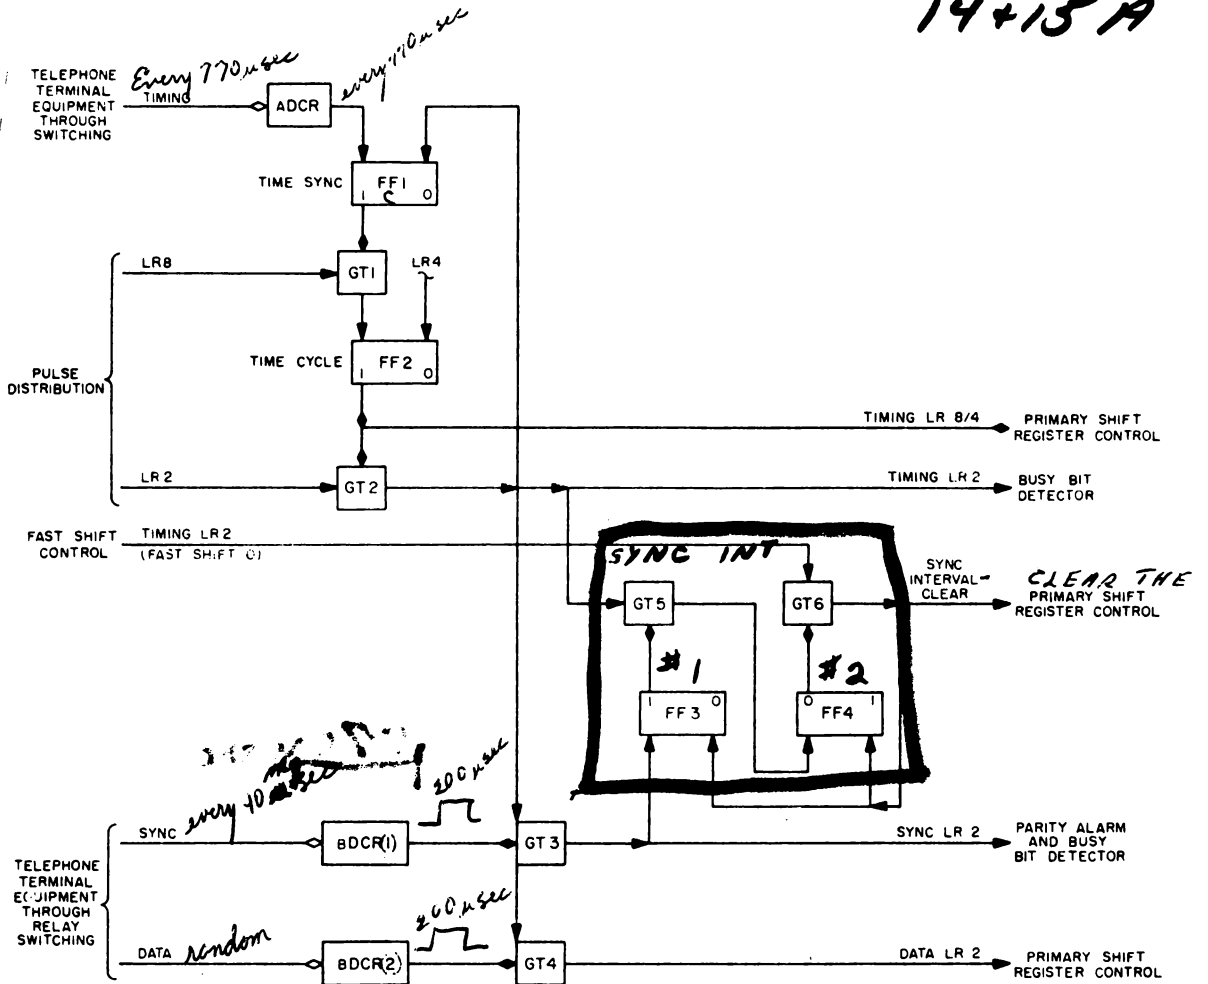 14 + 15 A
TELEPHONE
TERMINAL
EQUIPMENT
THROUGH
SWITCHING
Every 770 µsec
TIMING
ADCR
every 770 µsec
TIME SYNC
FF1
1
C
0
LR8
GT1
LR4
PULSE
DISTRIBUTION
TIME CYCLE
FF2
1
0
TIMING LR 8/4
PRIMARY SHIFT
REGISTER CONTROL
LR2
GT2
TIMING LR 2
BUSY BIT
DETECTOR
FAST SHIFT
CONTROL
TIMING LR2
(FAST SHIFT 0)
SYNC INT
GT5
GT6
SYNC
INTERVAL-
CLEAR
CLEAR THE
PRIMARY SHIFT
REGISTER CONTROL
#1
#2
1
0
FF3
0
1
FF4
TELEPHONE
TERMINAL
EQUIPMENT
THROUGH
RELAY
SWITCHING
SYNC
every 40 sec
BDCR(1)
200 µsec
GT3
SYNC LR 2
PARITY ALARM
AND BUSY
BIT DETECTOR
DATA
random
BDCR(2)
200 µsec
GT4
DATA LR 2
PRIMARY SHIFT
REGISTER CONTROL